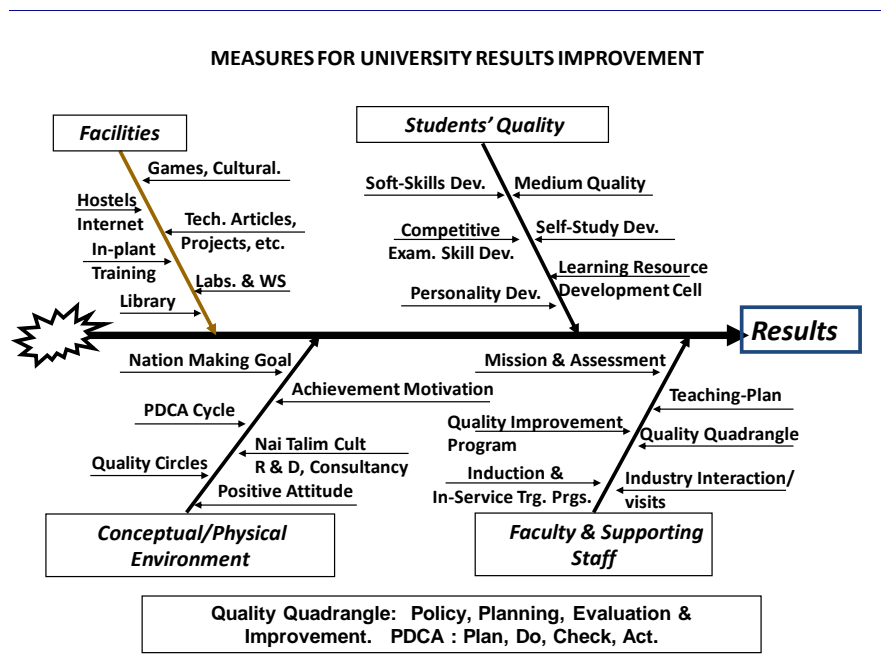 MEASURES FOR UNIVERSITY RESULTS IMPROVEMENT
Facilities
Students' Quality
Games, Cultural.
Hostels
Internet
Tech. Articles,
Projects, etc.
In-plant
Training
Labs. & WS
Library
Soft-Skills Dev.
Medium Quality
Competitive
Exam. Skill Dev.
Self-Study Dev.
Learning Resource
Development Cell
Personality Dev.
Results
Nation Making Goal
Achievement Motivation
PDCA Cycle
Nai Talim Cult
R & D, Consultancy
Quality Circles
Positive Attitude
Conceptual/Physical
Environment
Mission & Assessment
Teaching-Plan
Quality Improvement
Program
Quality Quadrangle
Induction &
In-Service Trg. Prgs.
Industry Interaction/
visits
Faculty & Supporting
Staff
Quality Quadrangle: Policy, Planning, Evaluation &
Improvement. PDCA : Plan, Do, Check, Act.